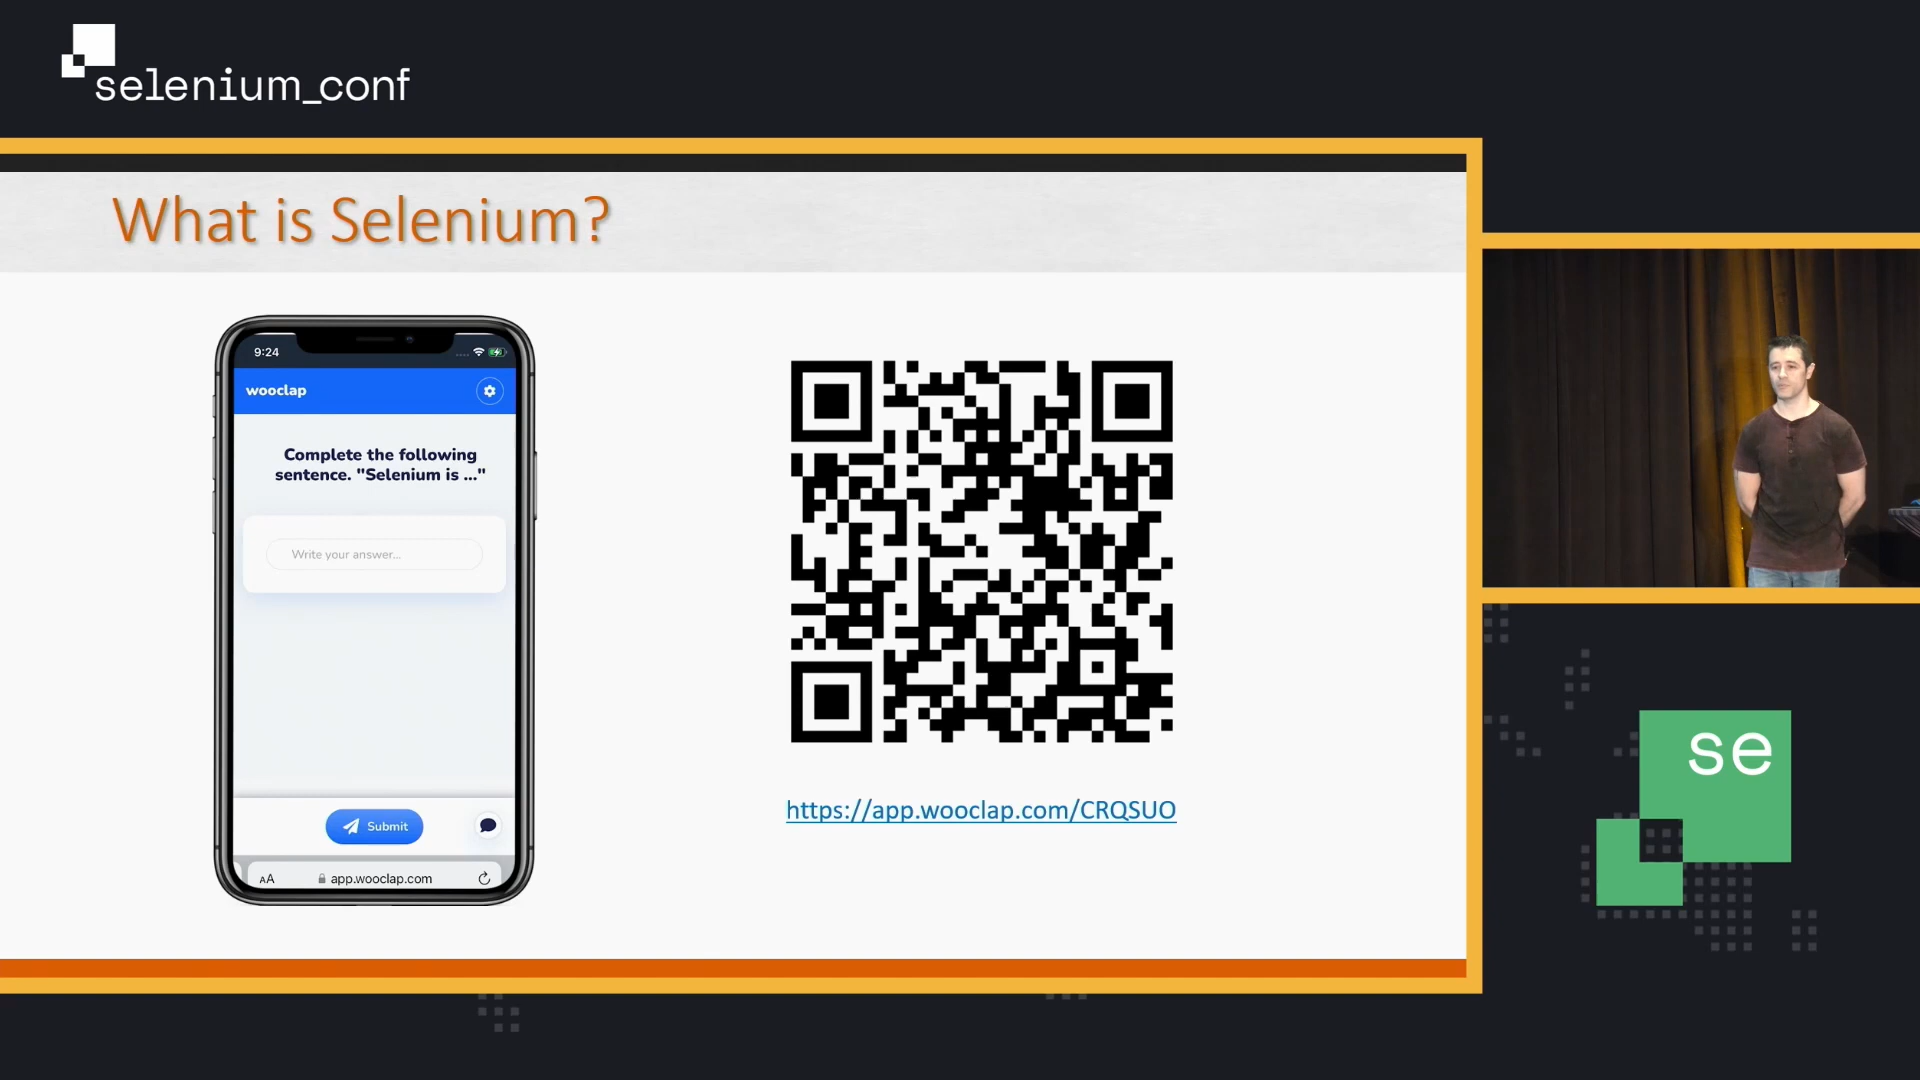 selenium_conf
What is Selenium?
9:24
wooclap
Complete the following
sentence. "Selenium is ..."
Write your answer...
Submit
AA
app.wooclap.com
https://app.wooclap.com/CRQSUO
se